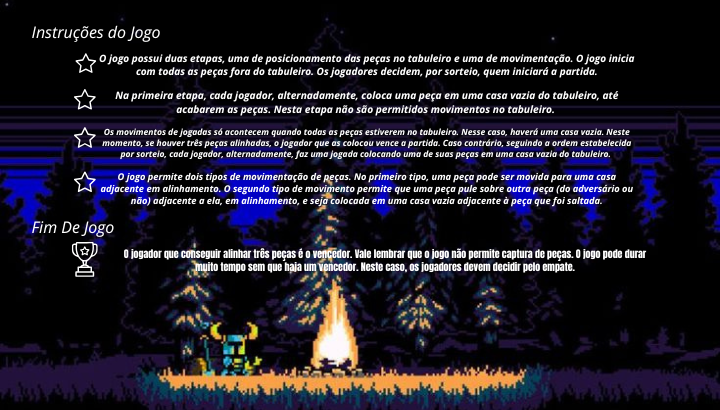 Instruções do Jogo
O jogo possui duas etapas, uma de posicionamento das peças no tabuleiro e uma de movimentação. O jogo inicia
com todas as peças fora do tabuleiro. Os jogadores decidem, por sorteio, quem iniciará a partida.
Na primeira etapa, cada jogador, alternadamente, coloca uma peça em uma casa vazia do tabuleiro, até
acabarem as peças. Nesta etapa não são permitidos movimentos no tabuleiro.
Os movimentos de jogadas só acontecem quando todas as peças estiverem no tabuleiro. Nesse caso, haverá uma casa vazia. Neste
momento, se houver três peças alinhadas, o jogador que as colocou vence a partida. Caso contrário, seguindo a ordem estabelecida
por sorteio, cada jogador, alternadamente, faz uma jogada colocando uma de suas peças em uma casa vazia do tabuleiro.
O jogo permite dois tipos de movimentação de peças. No primeiro tipo, uma peça pode ser movida para uma casa
adjacente em alinhamento. O segundo tipo de movimento permite que uma peça pule sobre outra peça (do adversário ou
não) adjacente a ela, em alinhamento, e seja colocada em uma casa vazia adjacente à peça que foi saltada.
Fim De Jogo
O jogador que conseguir alinhar três peças é o vencedor. Vale lembrar que o jogo não permite captura de peças. O jogo pode durar
muito tempo sem que haja um vencedor. Neste caso, os jogadores devem decidir pelo empate.